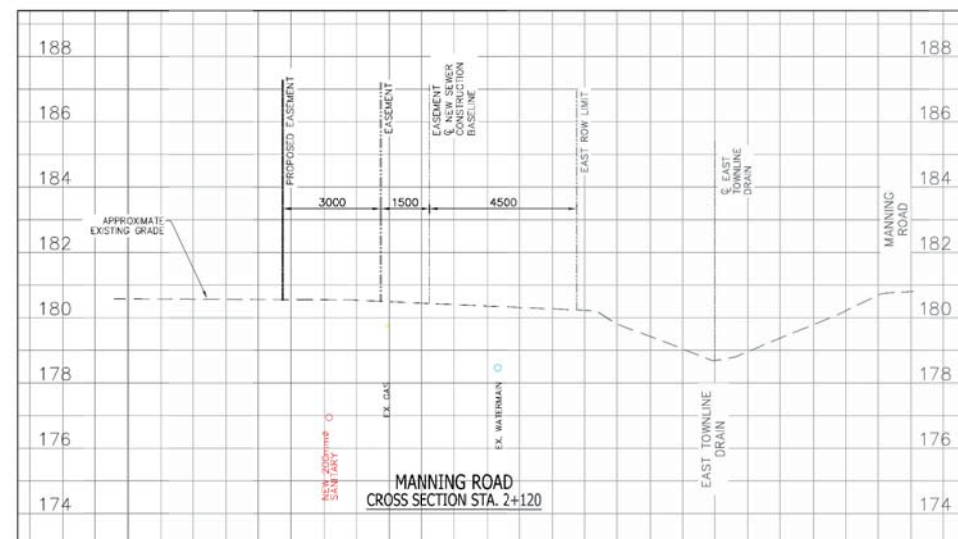 188
188
PROPOSED EASEMENT
EASEMENT
EASEMENT
℄ NEW SEWER
CONSTRUCTION
BASELINE
EAST ROW LIMIT
186
186
℄ EAST
TOWNLINE
DRAIN
184
184
3000
1500
4500
APPROXIMATE
EXISTING GRADE
MANNING
ROAD
182
182
180
180
178
178
EX. GAS
EX. WATERMAIN
EAST TOWNLINE
DRAIN
176
176
NEW 200mmø
SANITARY
MANNING ROAD
CROSS SECTION STA. 2+120
174
174